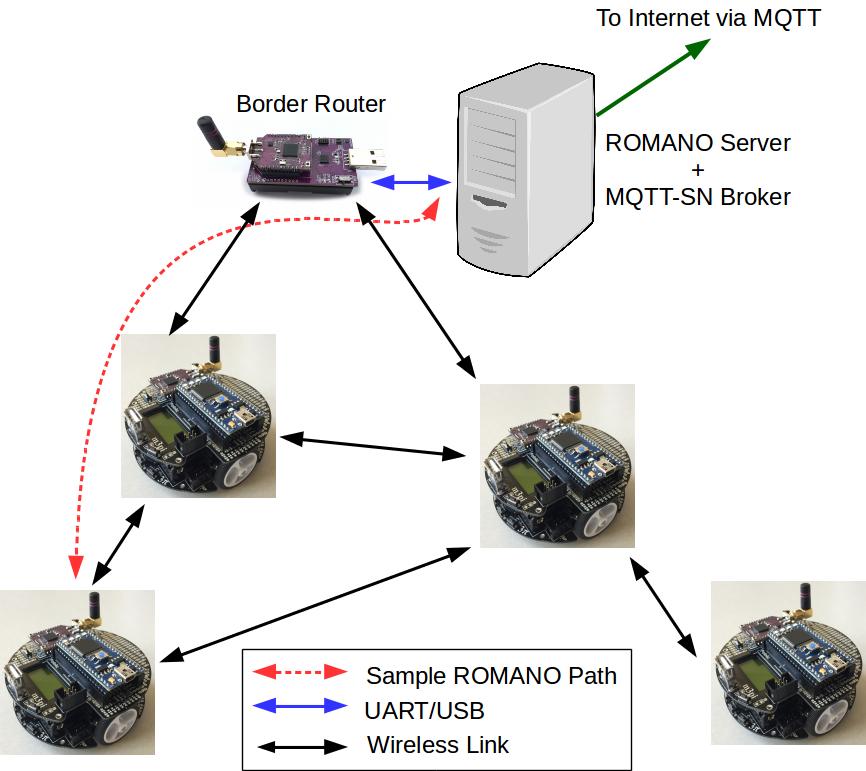 To Internet via MQTT
Border Router
ROMANO Server
+
MQTT-SN Broker
Sample ROMANO Path
UART/USB
Wireless Link